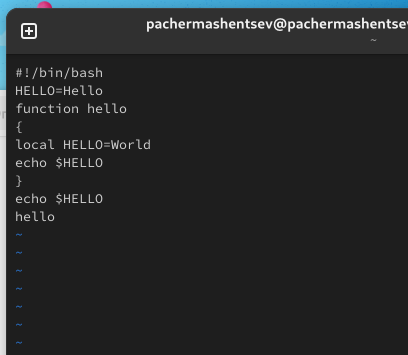 pachermashentsev@pachermashentsev
~
#!/bin/bash
HELLO=Hello
function hello
{
local HELLO=World
echo $HELLO
}
echo $HELLO
hello
~
~
~
~
~
~
~